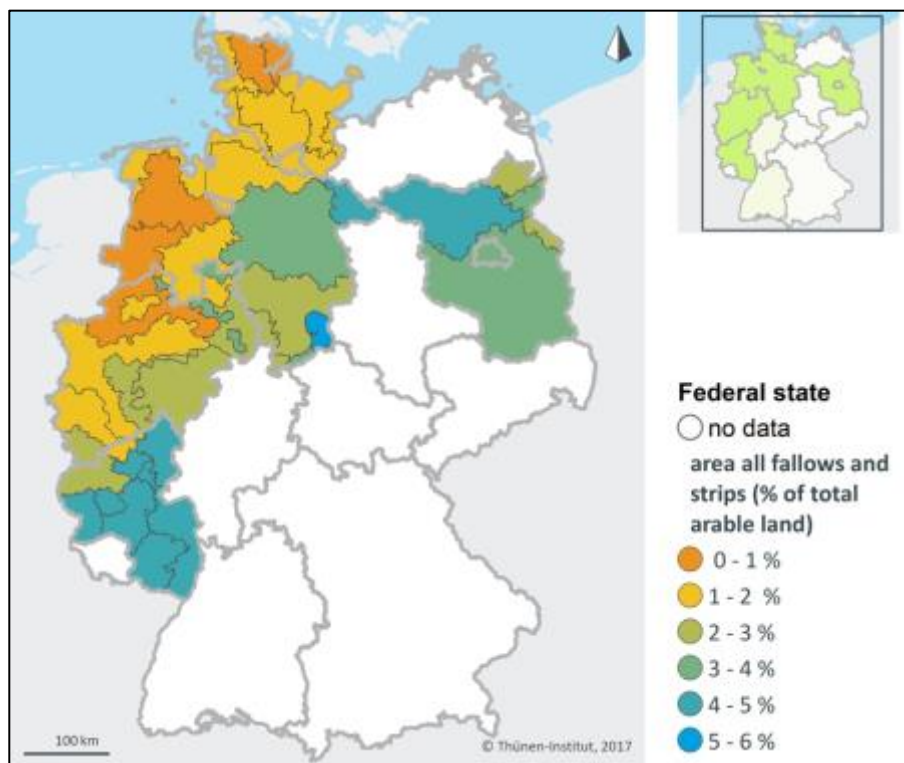 Federal state
no data
area all fallows and
strips (% of total
arable land)
0 - 1 %
1 - 2 %
2 - 3 %
3 - 4 %
4 - 5 %
5 - 6 %
100 km
© Thünen-Institut, 2017